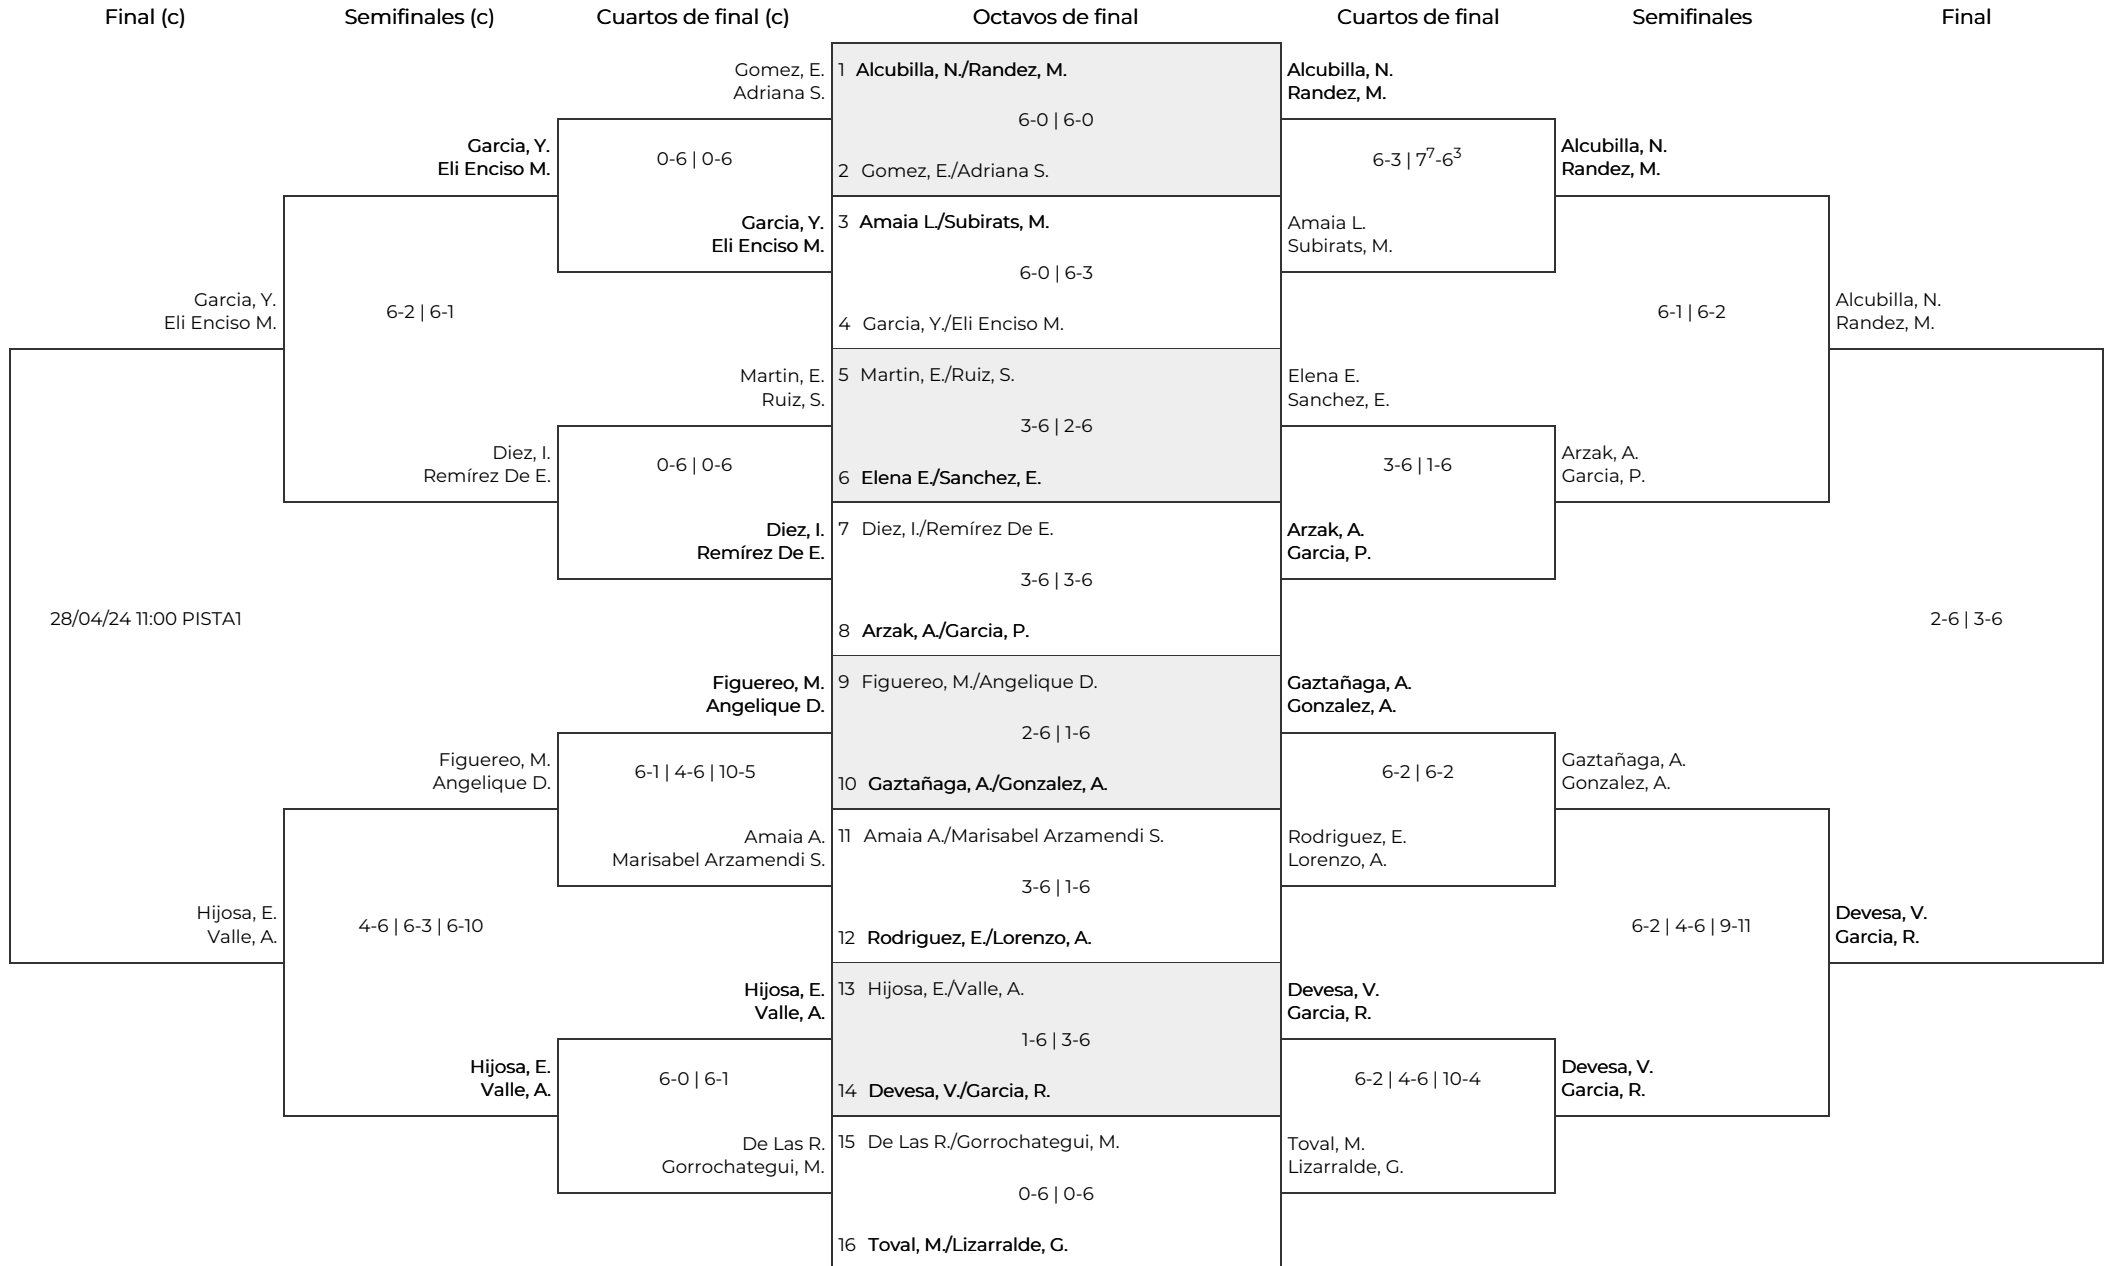 Final (c)
Semifinales (c)
Cuartos de final (c)
Octavos de final
Cuartos de final
Semifinales
Final
Garcia, Y.
Eli Enciso M.
28/04/24 11:00 PISTA1
Hijosa, E.
Valle, A.
Garcia, Y.
Eli Enciso M.
6-2 | 6-1
Diez, I.
Remírez De E.
Figuereo, M.
Angelique D.
4-6 | 6-3 | 6-10
Hijosa, E.
Valle, A.
Gomez, E.
Adriana S.
0-6 | 0-6
Garcia, Y.
Eli Enciso M.
Martin, E.
Ruiz, S.
0-6 | 0-6
Diez, I.
Remírez De E.
Figuereo, M.
Angelique D.
6-1 | 4-6 | 10-5
Amaia A.
Marisabel Arzamendi S.
Hijosa, E.
Valle, A.
6-0 | 6-1
De Las R.
Gorrochategui, M.
1 Alcubilla, N./Randez, M.
6-0 | 6-0
2 Gomez, E./Adriana S.
3 Amaia L./Subirats, M.
6-0 | 6-3
4 Garcia, Y./Eli Enciso M.
5 Martin, E./Ruiz, S.
3-6 | 2-6
6 Elena E./Sanchez, E.
7 Diez, I./Remírez De E.
3-6 | 3-6
8 Arzak, A./Garcia, P.
9 Figuereo, M./Angelique D.
2-6 | 1-6
10 Gaztañaga, A./Gonzalez, A.
11 Amaia A./Marisabel Arzamendi S.
3-6 | 1-6
12 Rodriguez, E./Lorenzo, A.
13 Hijosa, E./Valle, A.
1-6 | 3-6
14 Devesa, V./Garcia, R.
15 De Las R./Gorrochategui, M.
0-6 | 0-6
16 Toval, M./Lizarralde, G.
Alcubilla, N.
Randez, M.
6-3 | 7⁷-6³
Amaia L.
Subirats, M.
Elena E.
Sanchez, E.
3-6 | 1-6
Arzak, A.
Garcia, P.
Gaztañaga, A.
Gonzalez, A.
6-2 | 6-2
Rodriguez, E.
Lorenzo, A.
Devesa, V.
Garcia, R.
6-2 | 4-6 | 10-4
Toval, M.
Lizarralde, G.
Alcubilla, N.
Randez, M.
6-1 | 6-2
Arzak, A.
Garcia, P.
Gaztañaga, A.
Gonzalez, A.
6-2 | 4-6 | 9-11
Devesa, V.
Garcia, R.
Alcubilla, N.
Randez, M.
2-6 | 3-6
Devesa, V.
Garcia, R.